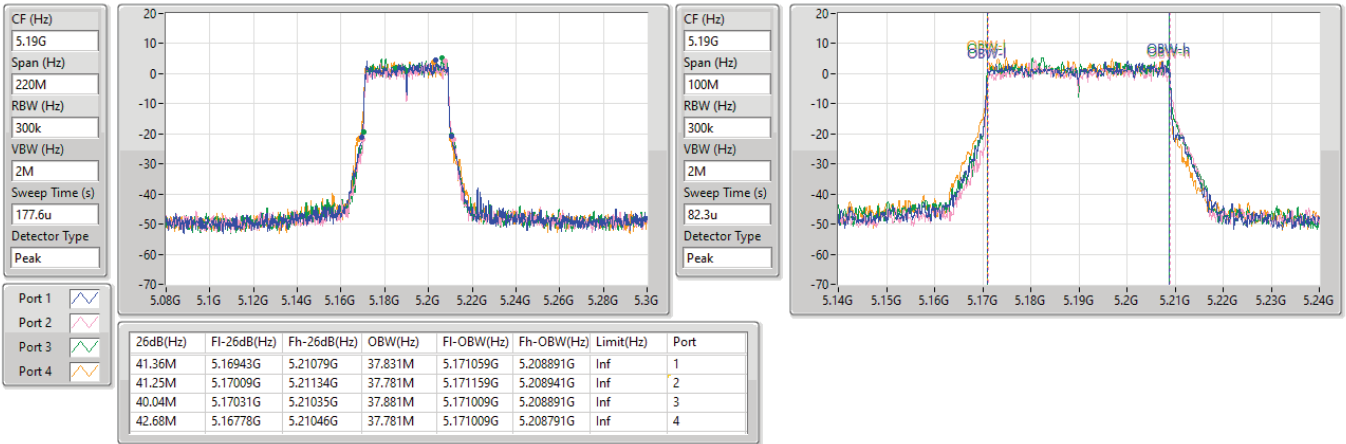 CF (Hz)
5.19G
Span (Hz)
220M
RBW (Hz)
300k
VBW (Hz)
2M
Sweep Time (s)
177.6u
Detector Type
Peak
20
10
0
-10
-20
-30
-40
-50
-60
-70
5.08G 5.1G 5.12G 5.14G 5.16G 5.18G 5.2G 5.22G 5.24G 5.26G 5.28G 5.3G
CF (Hz)
5.19G
Span (Hz)
100M
RBW (Hz)
300k
VBW (Hz)
2M
Sweep Time (s)
82.3u
Detector Type
Peak
20
10
0
-10
-20
-30
-40
-50
-60
-70
OBW-l OBW-h
5.14G 5.15G 5.16G 5.17G 5.18G 5.19G 5.2G 5.21G 5.22G 5.23G 5.24G
Port 1
Port 2
Port 3
Port 4
26dB(Hz) Fl-26dB(Hz) Fh-26dB(Hz) OBW(Hz) Fl-OBW(Hz) Fh-OBW(Hz) Limit(Hz) Port
41.36M 5.16943G 5.21079G 37.831M 5.171059G 5.208891G Inf 1
41.25M 5.17009G 5.21134G 37.781M 5.171159G 5.208941G Inf 2
40.04M 5.17031G 5.21035G 37.881M 5.171009G 5.208891G Inf 3
42.68M 5.16778G 5.21046G 37.781M 5.171009G 5.208791G Inf 4